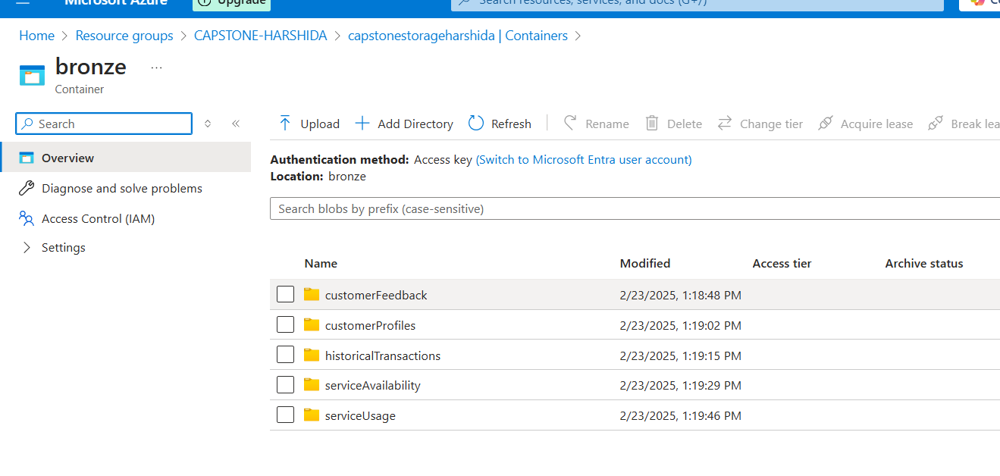 Microsoft Azure
Upgrade
Search resources, services, and docs (G+/)
Home > Resource groups > CAPSTONE-HARSHIDA > capstonestorageharshida | Containers >
bronze ...
Container
Search
Upload
Add Directory
Refresh
Rename
Delete
Change tier
Acquire lease
Break lea
Overview
Diagnose and solve problems
Access Control (IAM)
Settings
Authentication method: Access key (Switch to Microsoft Entra user account)
Location: bronze
Search blobs by prefix (case-sensitive)
Name Modified Access tier Archive status
customerFeedback 2/23/2025, 1:18:48 PM
customerProfiles 2/23/2025, 1:19:02 PM
historicalTransactions 2/23/2025, 1:19:15 PM
serviceAvailability 2/23/2025, 1:19:29 PM
serviceUsage 2/23/2025, 1:19:46 PM